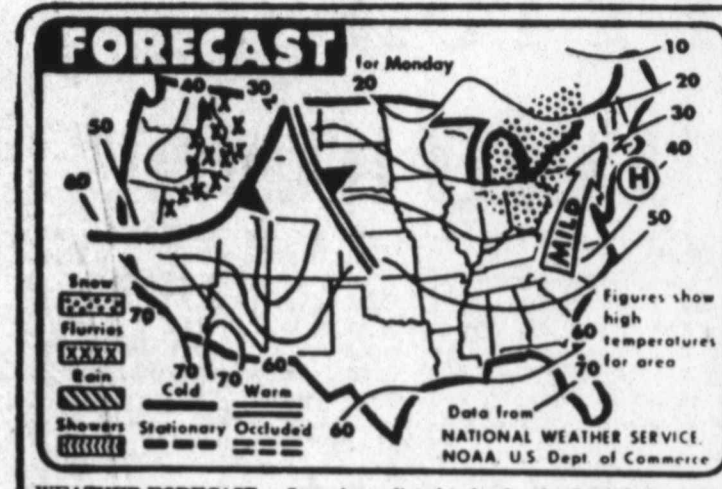 FORECAST
for Monday
10
40 30 20 20
50 30
40
60 H
50
MILD
Snow
Flurries
XXXX
Rain
Showers
70
70 70 60
Cold Warm
Stationary Occluded
60
Figures show
high
temperatures
for area
60
70
Data from
NATIONAL WEATHER SERVICE,
NOAA, U.S. Dept. of Commerce